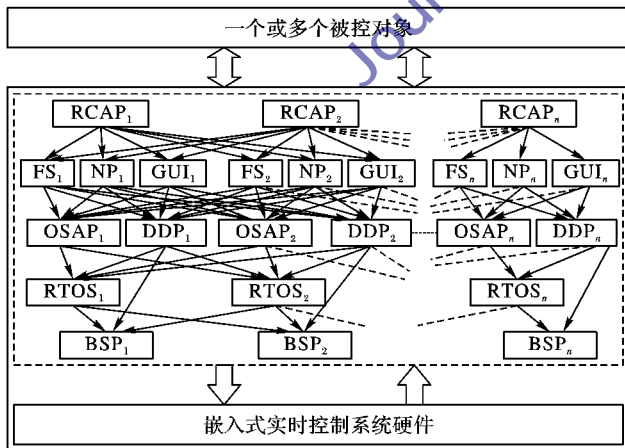 一个或多个被控对象
Jour
RCAP₁ RCAP₂ RCAPₙ
FS₁ NP₁ GUI₁ FS₂ NP₂ GUI₂ FSₙ NPₙ GUIₙ
OSAP₁ DDP₁ OSAP₂ DDP₂ OSAPₙ DDPₙ
RTOS₁ RTOS₂ RTOSₙ
BSP₁ BSP₂ BSPₙ
嵌入式实时控制系统硬件